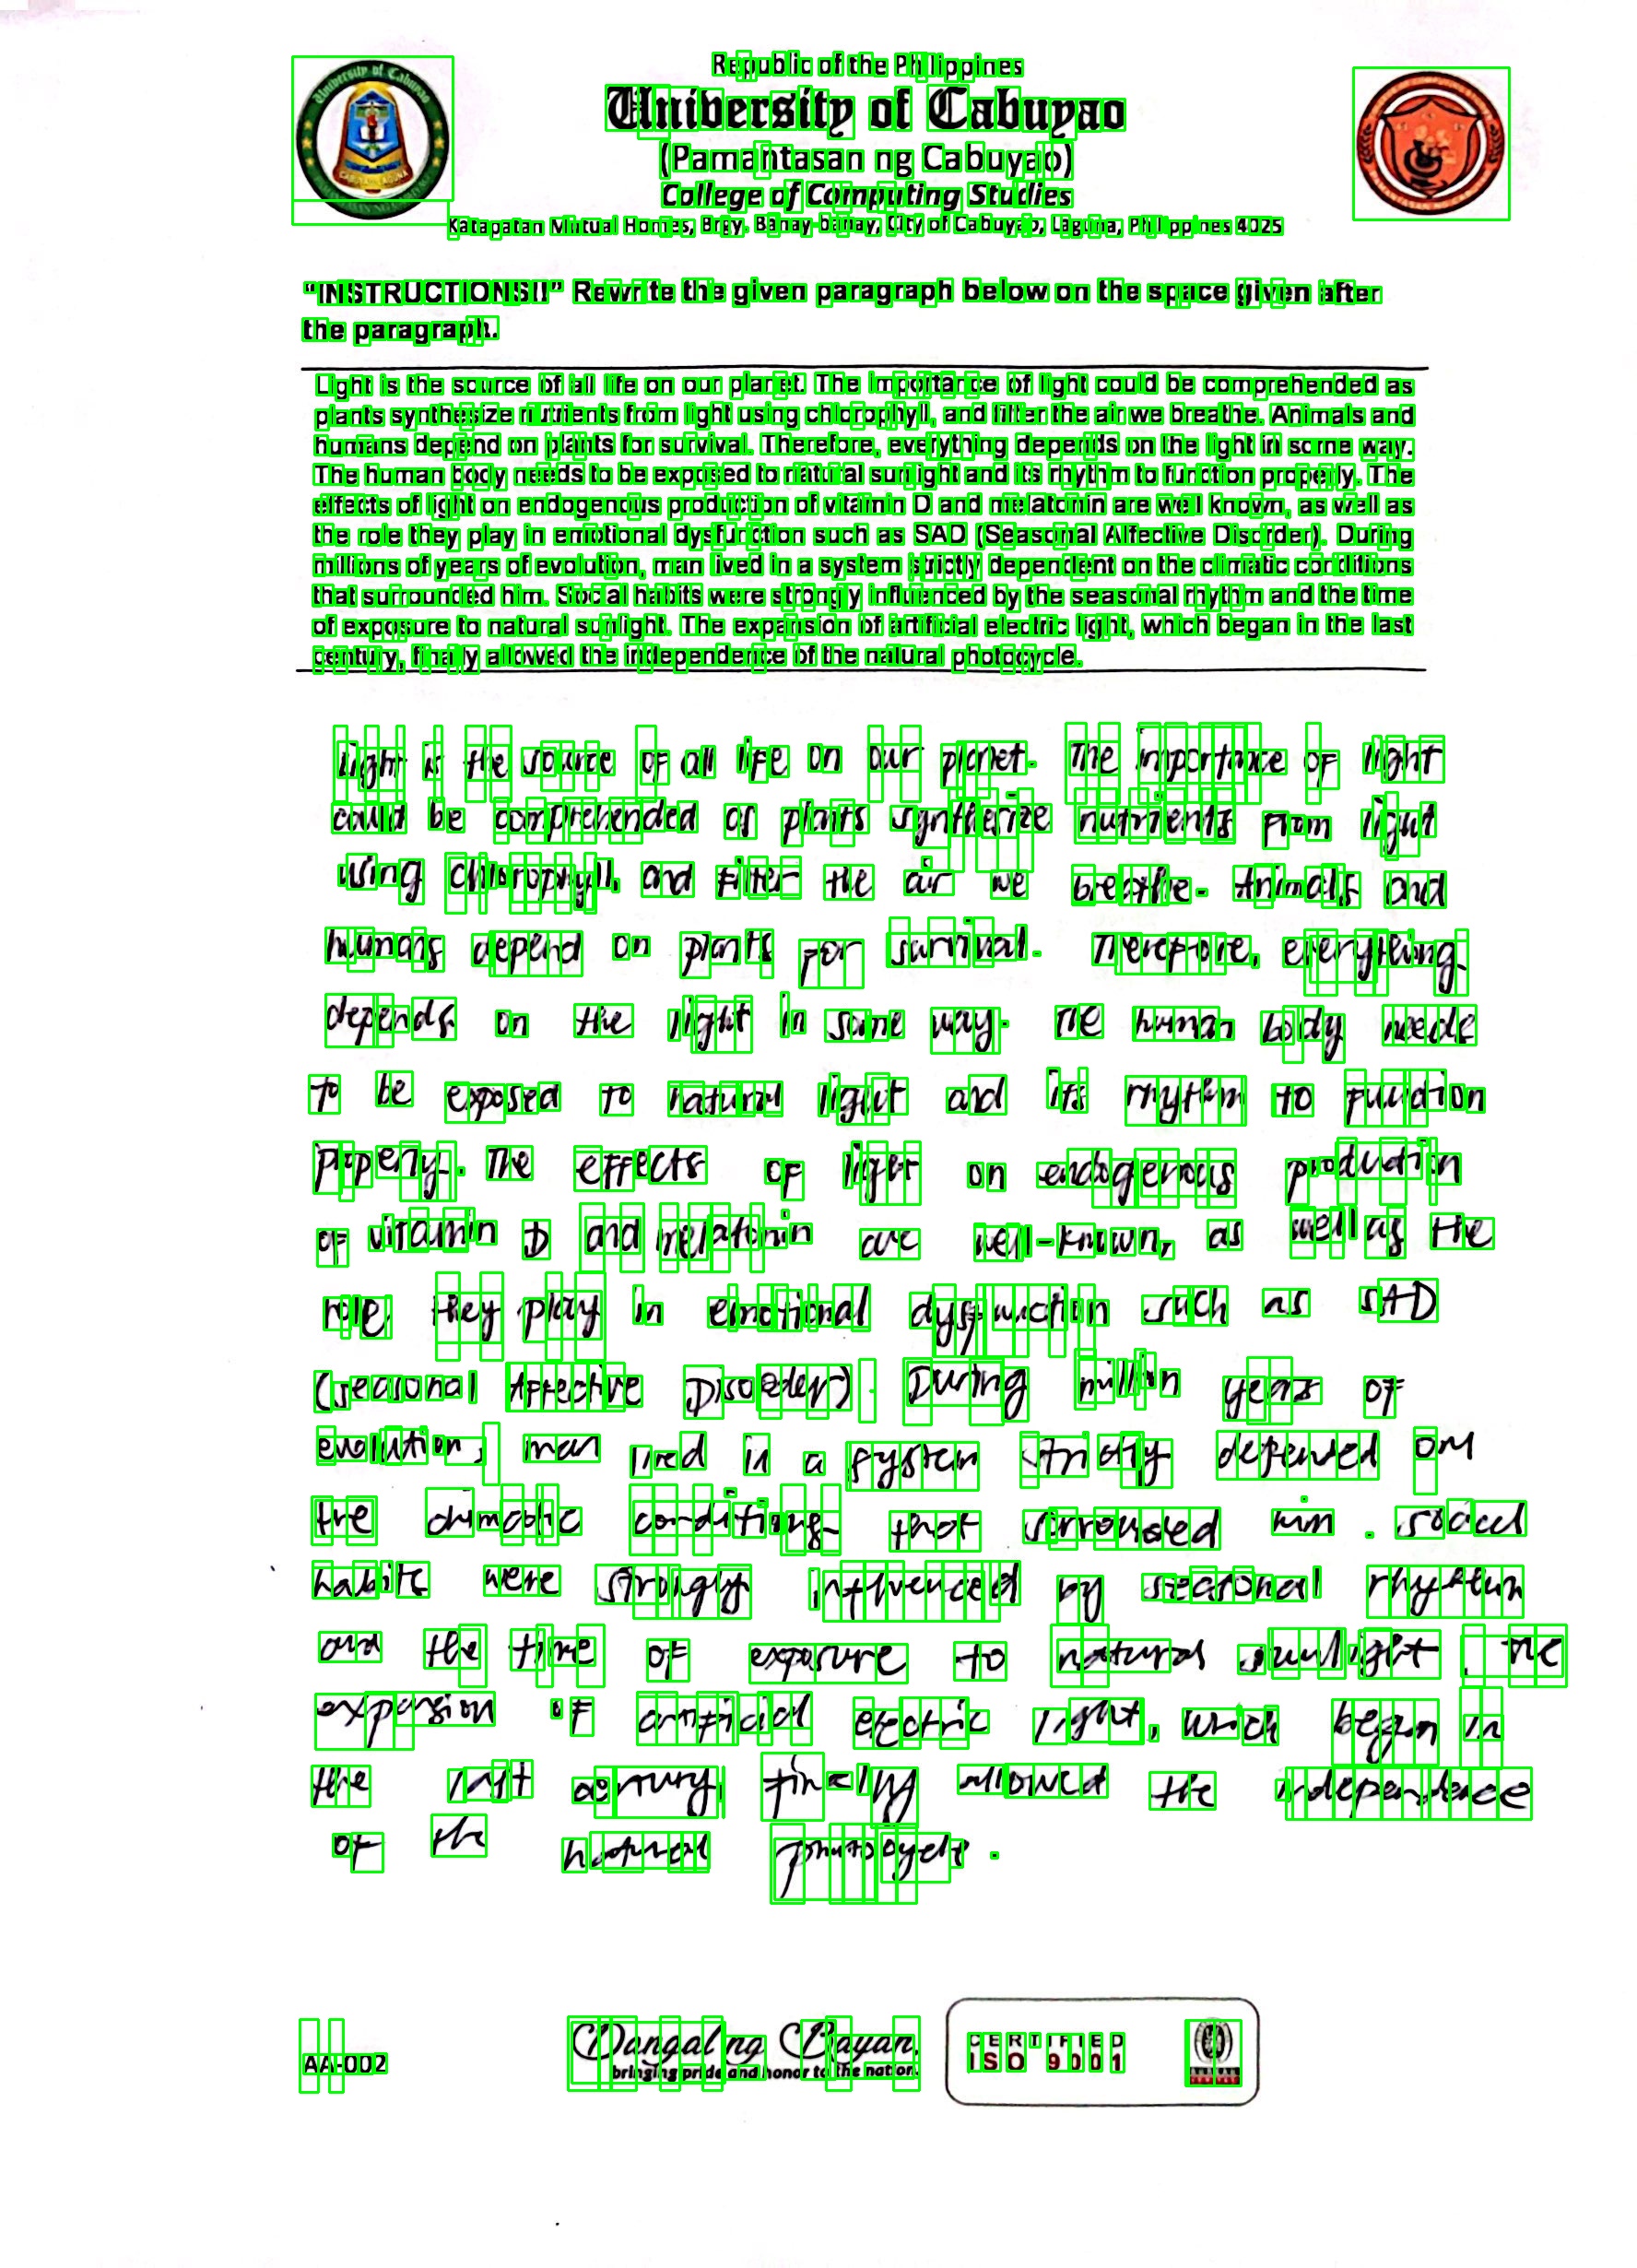 Republic of the Philippines
University of Cabuyao
(Pamantasan ng Cabuyao)
College of Computing Studies
Katapatan Mutual Homes, Brgy. Banay-banay, City of Cabuyao, Laguna, Philippines 4025
“INSTRUCTIONS!!” Rewrite the given paragraph below on the space given after
the paragraph.
Light is the source of all life on our planet. The importance of light could be comprehended as
plants synthesize nutrients from light using chlorophyll, and filter the air we breathe. Animals and
humans depend on plants for survival. Therefore, everything depends on the light in some way.
The human body needs to be exposed to natural sunlight and its rhythm to function properly. The
effects of light on endogenous production of vitamin D and melatonin are well known, as well as
the role they play in emotional dysfunction such as SAD (Seasonal Affective Disorder). During
millions of years of evolution, man lived in a system strictly dependent on the climatic conditions
that surrounded him. Social habits were strongly influenced by the seasonal rhythm and the time
of exposure to natural sunlight. The expansion of artificial electric light, which began in the last
century, finally allowed the independence of the natural photocycle.
Light is the source of all life on our planet. The importance of light
could be comprehended as plants synthesize nutrients from light
using chlorophyll, and filter the air we breathe. Animals and
humans depend on plants for survival. Therefore, everything
depends on the light in some way. The human body needs
to be exposed to natural light and its rhythm to function
properly. The effects of light on endogenous production
of vitamin D and melatonin are well-known, as well as the
role they play in emotional dysfunction such as SAD
(seasonal Affective Disorder). During million years of
evolution, man lived in a system strictly depended on
the climatic conditions that surrounded him. social
habits were strongly influenced by seasonal rhythm
and the time of exposure to natural sunlight. The
expansion of artificial electric light, which began in
the last century, finally allowed the independence
of the natural photocycle.
AA-002
Dangal ng Bayan.
bringing pride and honor to the nation.
CERTIFIED
ISO 9001